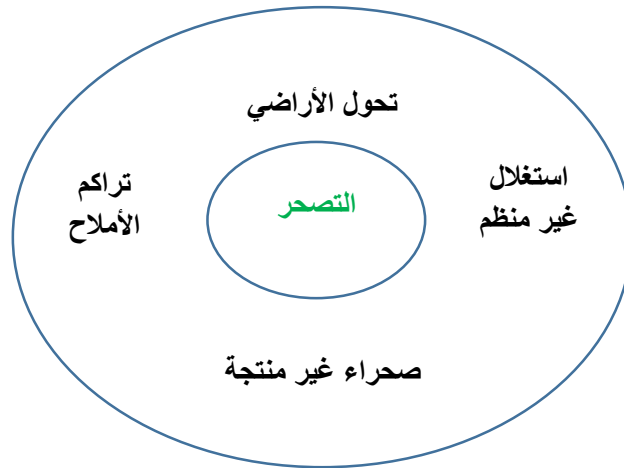 تحول الأراضي
استغلال
غير منظم
تراكم
الأملاح
التصحر
صحراء غير منتجة